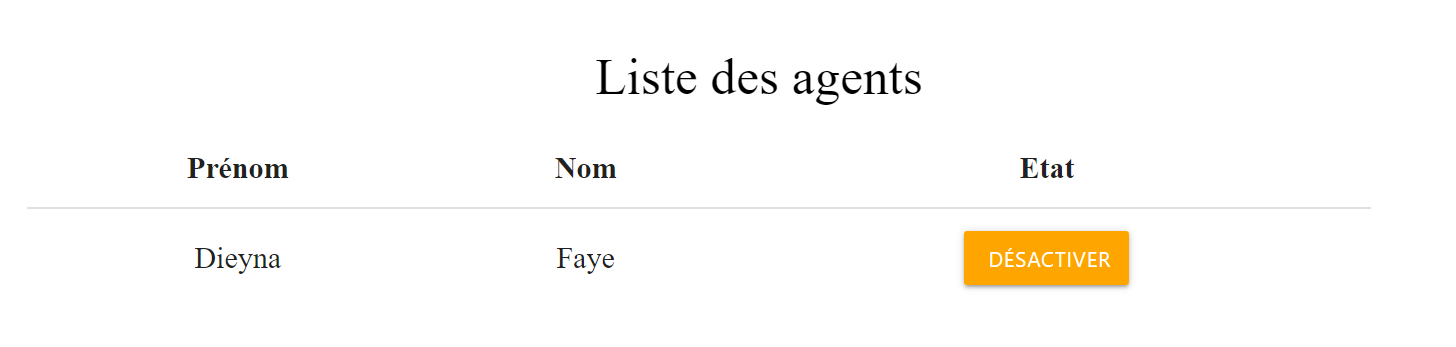 Liste des agents
Prénom Nom Etat
Dieyna Faye DÉSACTIVER